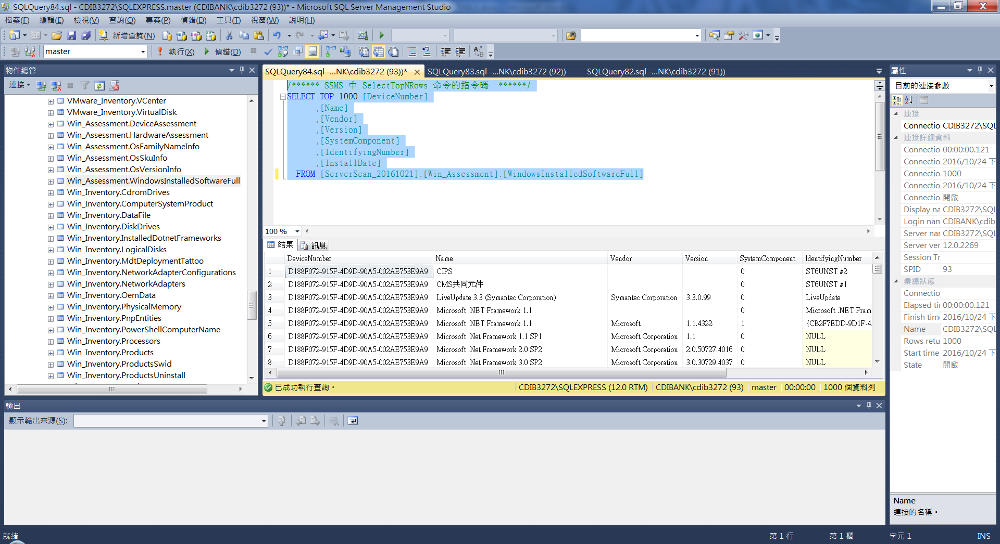 SQLQuery84.sql - CDIB3272\SQLEXPRESS.master (CDIBANK\cdib3272 (93))* - Microsoft SQL Server Management Studio
檔案(F) 編輯(E) 檢視(V) 查詢(Q) 專案(P) 偵錯(D) 工具(T) 視窗(W) 說明(H)
新增查詢(N)
master 執行(X) 偵錯(D)
物件總管
連接
VMware_Inventory.VCenter
VMware_Inventory.VirtualDisk
Win_Assessment.DeviceAssessment
Win_Assessment.HardwareAssessment
Win_Assessment.OsFamilyNameInfo
Win_Assessment.OsSkuInfo
Win_Assessment.OsVersionInfo
Win_Assessment.WindowsInstalledSoftwareFull
Win_Inventory.CdromDrives
Win_Inventory.ComputerSystemProduct
Win_Inventory.DataFile
Win_Inventory.DiskDrives
Win_Inventory.InstalledDotnetFrameworks
Win_Inventory.LogicalDisks
Win_Inventory.MdtDeploymentTattoo
Win_Inventory.NetworkAdapterConfigurations
Win_Inventory.NetworkAdapters
Win_Inventory.OemData
Win_Inventory.PhysicalMemory
Win_Inventory.PnpEntities
Win_Inventory.PowerShellComputerName
Win_Inventory.Processors
Win_Inventory.Products
Win_Inventory.ProductsSwid
Win_Inventory.ProductsUninstall
SQLQuery84.sql -...NK\cdib3272 (93))* SQLQuery83.sql -...NK\cdib3272 (92)) SQLQuery82.sql -...NK\cdib3272 (91))
/****** SSMS 中 SelectTopNRows 命令的指令碼 ******/
SELECT TOP 1000 [DeviceNumber]
,[Name]
,[Vendor]
,[Version]
,[SystemComponent]
,[IdentifyingNumber]
,[InstallDate]
FROM [ServerScan_20161021].[Win_Assessment].[WindowsInstalledSoftwareFull]
100 %
結果 訊息
DeviceNumber Name Vendor Version SystemComponent IdentifyingNumber
1 D188F072-915F-4D9D-90A5-002AE753E9A9 CIPS 0 ST6UNST #2
2 D188F072-915F-4D9D-90A5-002AE753E9A9 CMS共同元件 0 ST6UNST #1
3 D188F072-915F-4D9D-90A5-002AE753E9A9 LiveUpdate 3.3 (Symantec Corporation) Symantec Corporation 3.3.0.99 0 LiveUpdate
4 D188F072-915F-4D9D-90A5-002AE753E9A9 Microsoft .NET Framework 1.1 0 Microsoft .NET Fram
5 D188F072-915F-4D9D-90A5-002AE753E9A9 Microsoft .NET Framework 1.1 Microsoft 1.1.4322 1 {CB2F7EDD-9D1F-4
6 D188F072-915F-4D9D-90A5-002AE753E9A9 Microsoft .Net Framework 1.1 SP1 Microsoft Corporation 1.1 0 NULL
7 D188F072-915F-4D9D-90A5-002AE753E9A9 Microsoft .Net Framework 2.0 SP2 Microsoft Corporation 2.0.50727.4016 0 NULL
8 D188F072-915F-4D9D-90A5-002AE753E9A9 Microsoft .Net Framework 3.0 SP2 Microsoft Corporation 3.0.30729.4037 0 NULL
已成功執行查詢。 CDIB3272\SQLEXPRESS (12.0 RTM) CDIBANK\cdib3272 (93) master 00:00:00 1000 個資料列
屬性
目前的連接參數
連接
Connectio CDIB3272\SQL
連接詳細資料
Connectio 00:00:00.121
Connectio 2016/10/24 下
Connectio 1000
Connectio 2016/10/24 下
Connectio 開啟
Display na CDIB3272\SQL
Login nam CDIBANK\cdib
Server nar CDIB3272\SQL
Server ver 12.0.2269
Session Tr
SPID 93
彙總狀態
Connectio
Elapsed ti 00:00:00.121
Finish time 2016/10/24 下
Name CDIB3272\SQL
Rows retu 1000
Start time 2016/10/24 下
State 開啟
Name
連接的名稱。
輸出
顯示輸出來源(S):
就緒 第 1 行 第 1 欄 字元 1 INS